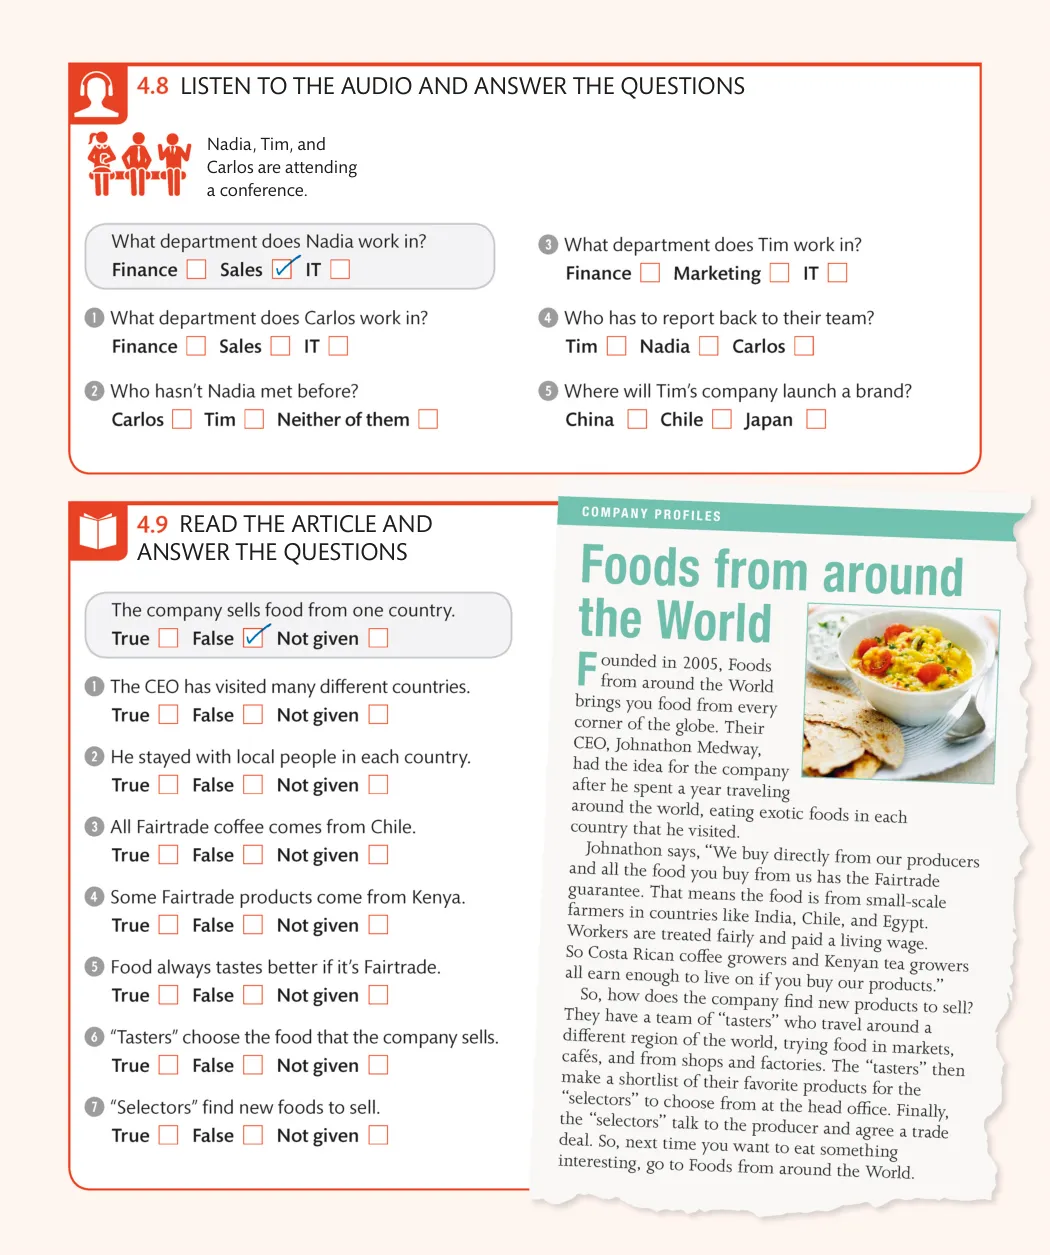 4.8 LISTEN TO THE AUDIO AND ANSWER THE QUESTIONS
Nadia, Tim, and
Carlos are attending
a conference.
What department does Nadia work in?
Finance Sales IT
1 What department does Carlos work in?
Finance Sales IT
2 Who hasn't Nadia met before?
Carlos Tim Neither of them
3 What department does Tim work in?
Finance Marketing IT
4 Who has to report back to their team?
Tim Nadia Carlos
5 Where will Tim's company launch a brand?
China Chile Japan
4.9 READ THE ARTICLE AND
ANSWER THE QUESTIONS
The company sells food from one country.
True False Not given
1 The CEO has visited many different countries.
True False Not given
2 He stayed with local people in each country.
True False Not given
3 All Fairtrade coffee comes from Chile.
True False Not given
4 Some Fairtrade products come from Kenya.
True False Not given
5 Food always tastes better if it's Fairtrade.
True False Not given
6 “Tasters” choose the food that the company sells.
True False Not given
7 “Selectors” find new foods to sell.
True False Not given
COMPANY PROFILES
Foods from around
the World
Founded in 2005, Foods
from around the World
brings you food from every
corner of the globe. Their
CEO, Johnathon Medway,
had the idea for the company
after he spent a year traveling
around the world, eating exotic foods in each
country that he visited.
Johnathon says, “We buy directly from our producers
and all the food you buy from us has the Fairtrade
guarantee. That means the food is from small-scale
farmers in countries like India, Chile, and Egypt.
Workers are treated fairly and paid a living wage.
So Costa Rican coffee growers and Kenyan tea growers
all earn enough to live on if you buy our products.”
So, how does the company find new products to sell?
They have a team of “tasters” who travel around a
different region of the world, trying food in markets,
cafés, and from shops and factories. The “tasters” then
make a shortlist of their favorite products for the
“selectors” to choose from at the head office. Finally,
the “selectors” talk to the producer and agree a trade
deal. So, next time you want to eat something
interesting, go to Foods from around the World.